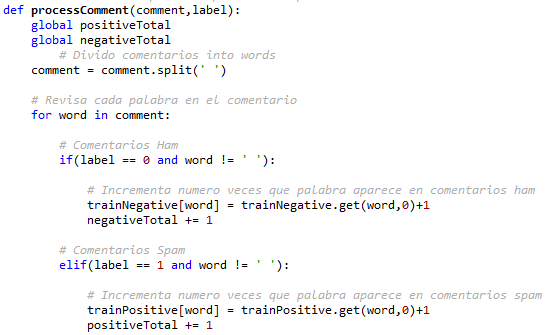 def processComment(comment,label):
    global positiveTotal
    global negativeTotal
        # Divido comentarios into words
    comment = comment.split(' ')
    # Revisa cada palabra en el comentario
    for word in comment:
        # Comentarios Ham
        if(label == 0 and word != ' '):
            # Incrementa numero veces que palabra aparece en comentarios ham
            trainNegative[word] = trainNegative.get(word,0)+1
            negativeTotal += 1
        # Comentarios Spam
        elif(label == 1 and word != ' '):
            # Incrementa numero veces que palabra aparece en comentarios spam
            trainPositive[word] = trainPositive.get(word,0)+1
            positiveTotal += 1